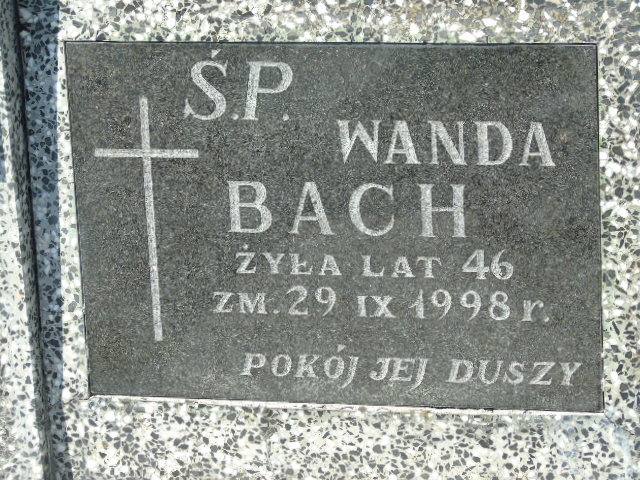 Ś.P.
WANDA
BACH
ŻYŁA LAT 46
ZM. 29 IX 1998 r.
POKÓJ JEJ DUSZY